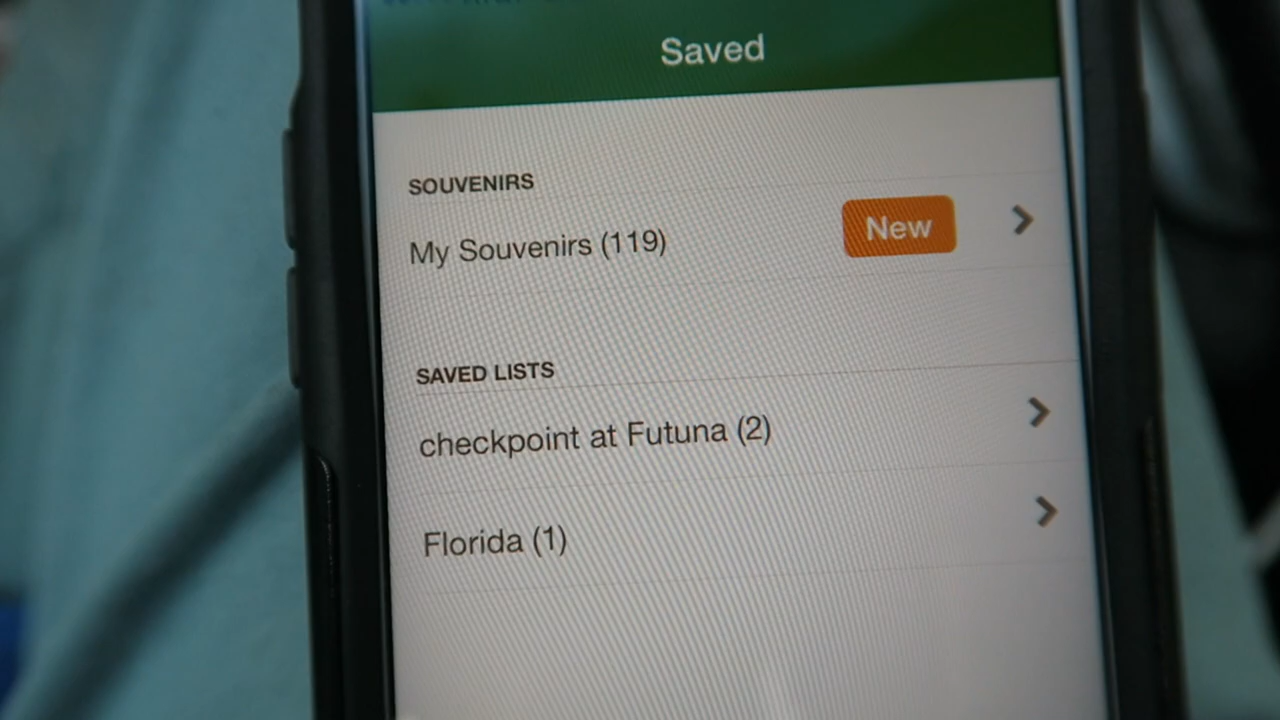 Saved
SOUVENIRS
My Souvenirs (119)
New
SAVED LISTS
checkpoint at Futuna (2)
Florida (1)